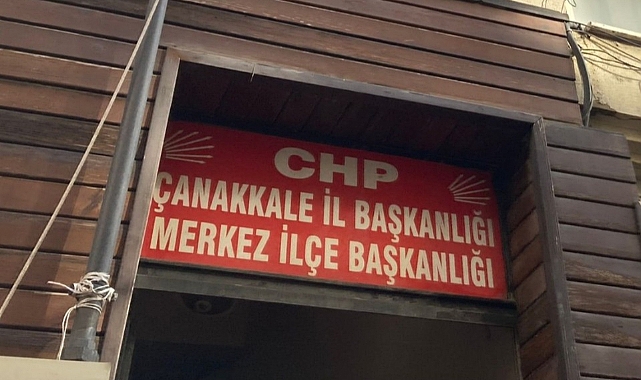 CHP
ÇANAKKALE İL BAŞKANLIĞI
MERKEZ İLÇE BAŞKANLIĞI